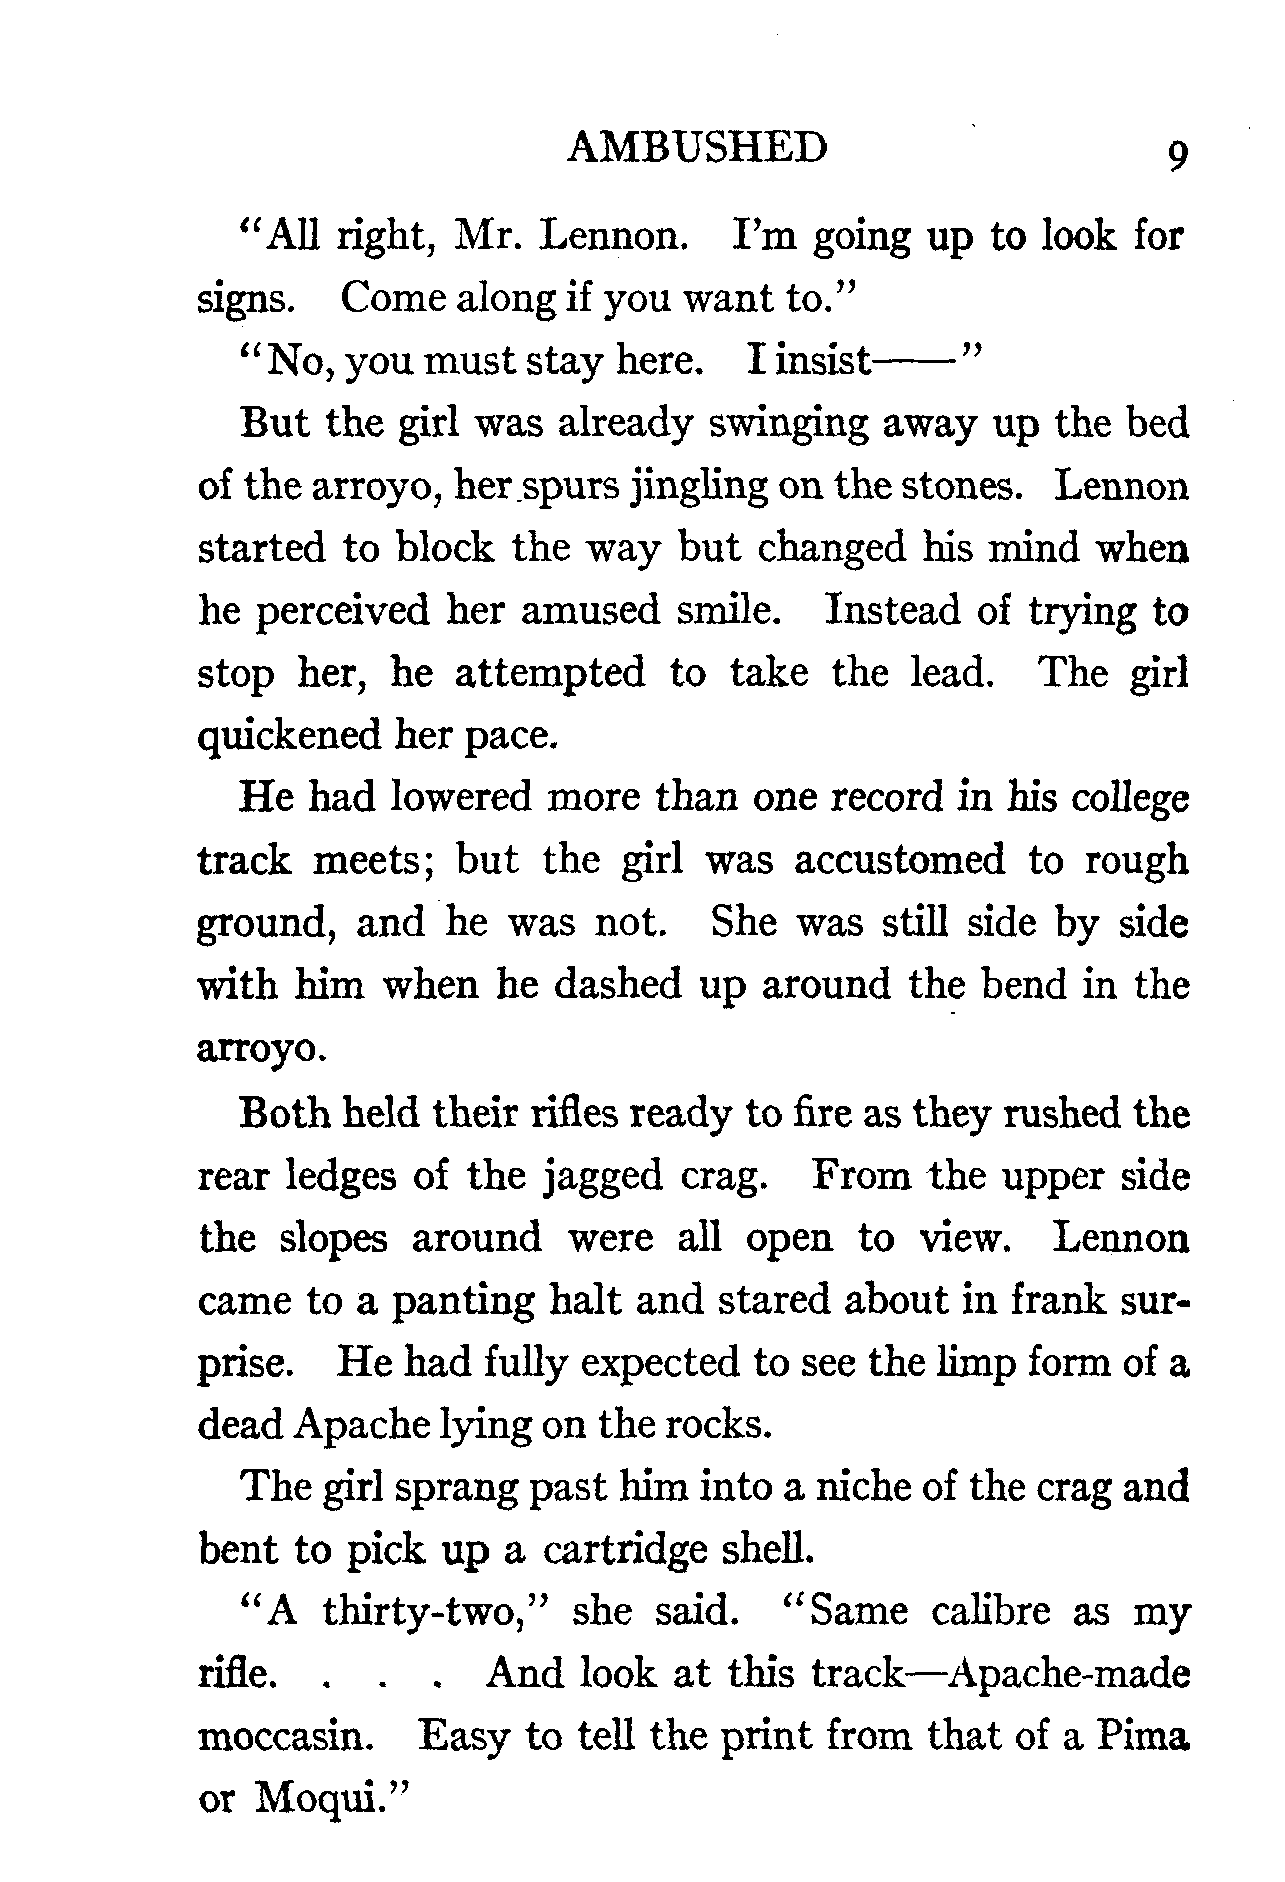 AMBUSHED 9
“All right, Mr. Lennon. I’m going up to look for
signs. Come along if you want to.”
“No, you must stay here. I insist——”
But the girl was already swinging away up the bed
of the arroyo, her spurs jingling on the stones. Lennon
started to block the way but changed his mind when
he perceived her amused smile. Instead of trying to
stop her, he attempted to take the lead. The girl
quickened her pace.
He had lowered more than one record in his college
track meets; but the girl was accustomed to rough
ground, and he was not. She was still side by side
with him when he dashed up around the bend in the
arroyo.
Both held their rifles ready to fire as they rushed the
rear ledges of the jagged crag. From the upper side
the slopes around were all open to view. Lennon
came to a panting halt and stared about in frank sur-
prise. He had fully expected to see the limp form of a
dead Apache lying on the rocks.
The girl sprang past him into a niche of the crag and
bent to pick up a cartridge shell.
“A thirty-two,” she said. “Same calibre as my
rifle. . . . And look at this track—Apache-made
moccasin. Easy to tell the print from that of a Pima
or Moqui.”